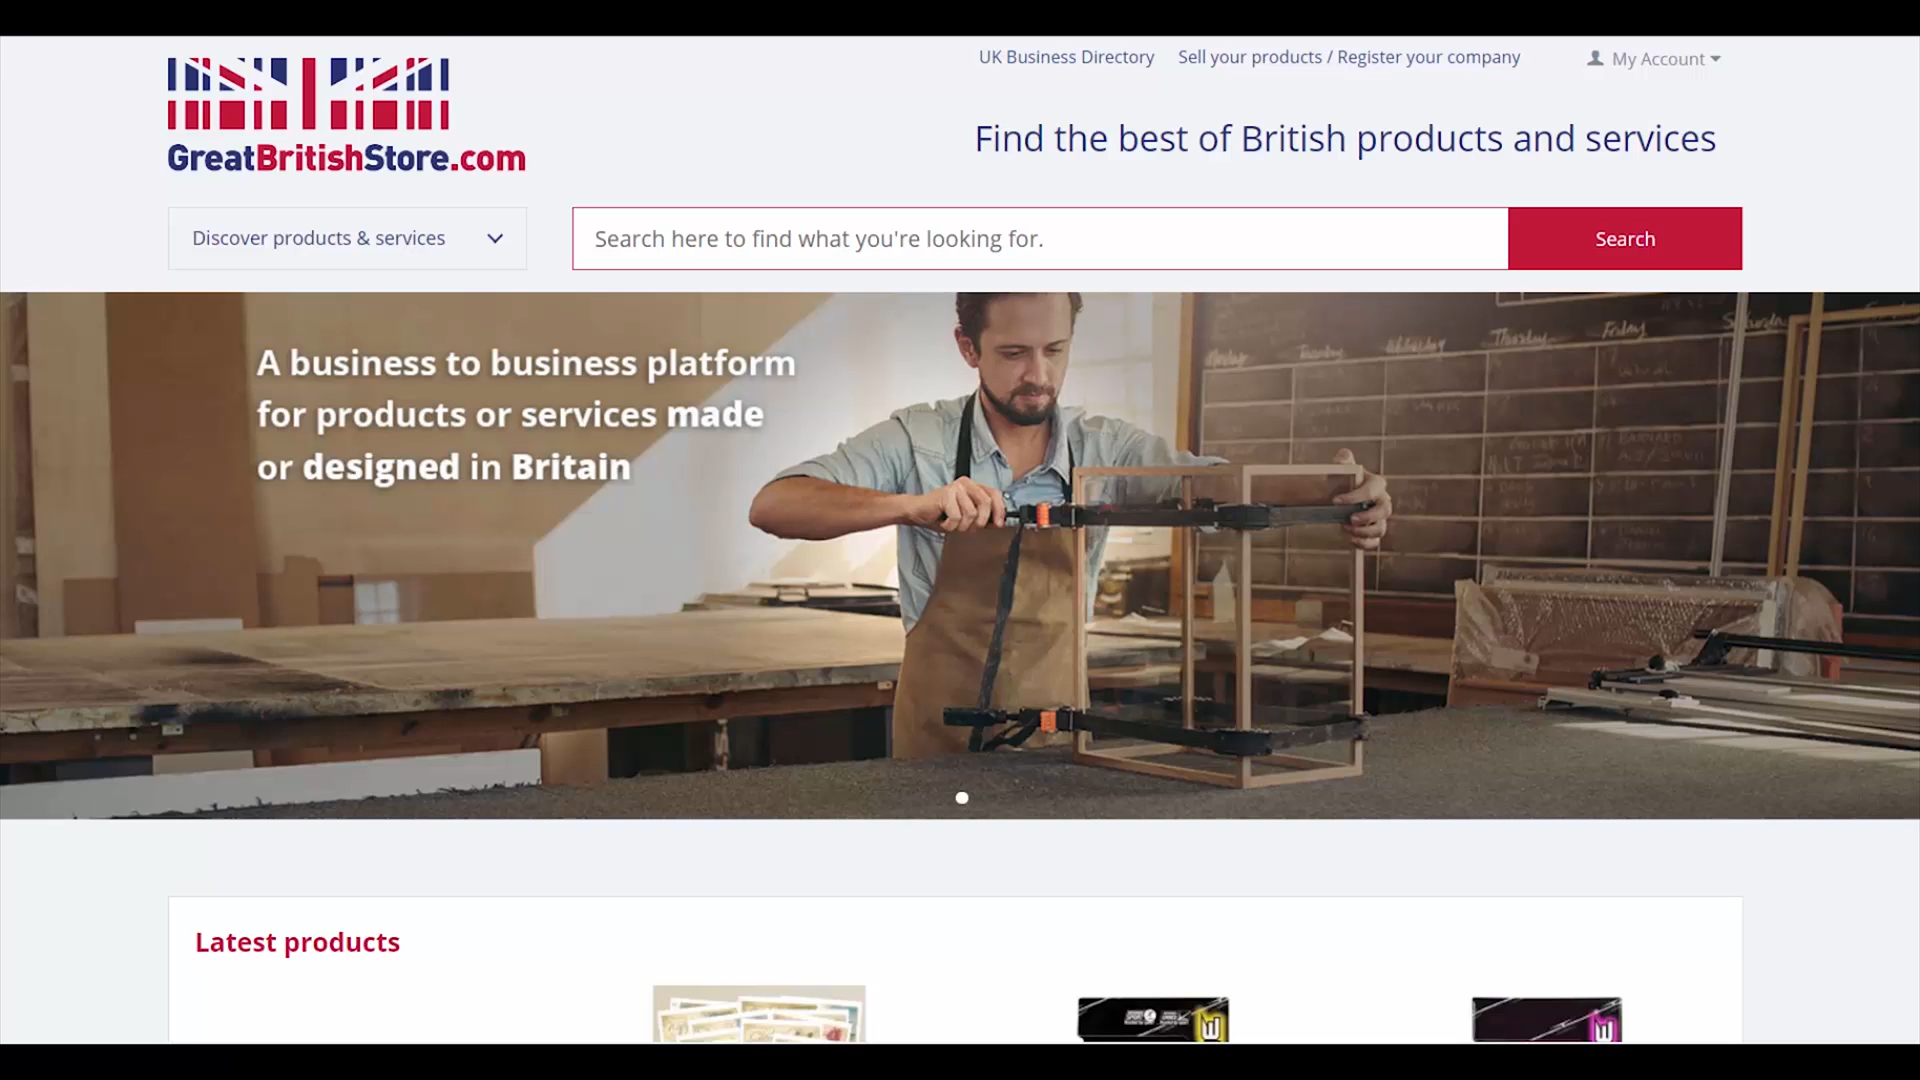 UK Business Directory
Sell your products / Register your company
My Account
GreatBritishStore.com
Find the best of British products and services
Discover products & services
Search here to find what you're looking for.
Search
A business to business platform
for products or services made
or designed in Britain
Thursday
Friday
Latest products